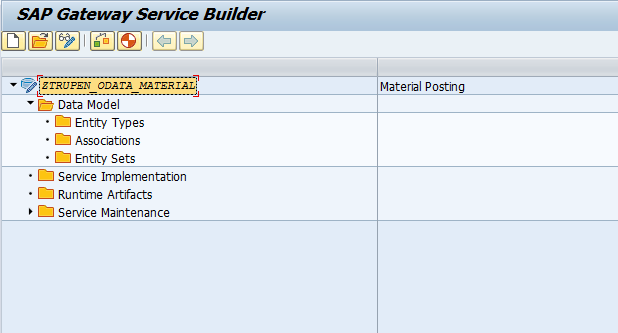 SAP Gateway Service Builder
ZTRUPEN_ODATA_MATERIAL Material Posting
Data Model
Entity Types
Associations
Entity Sets
Service Implementation
Runtime Artifacts
Service Maintenance